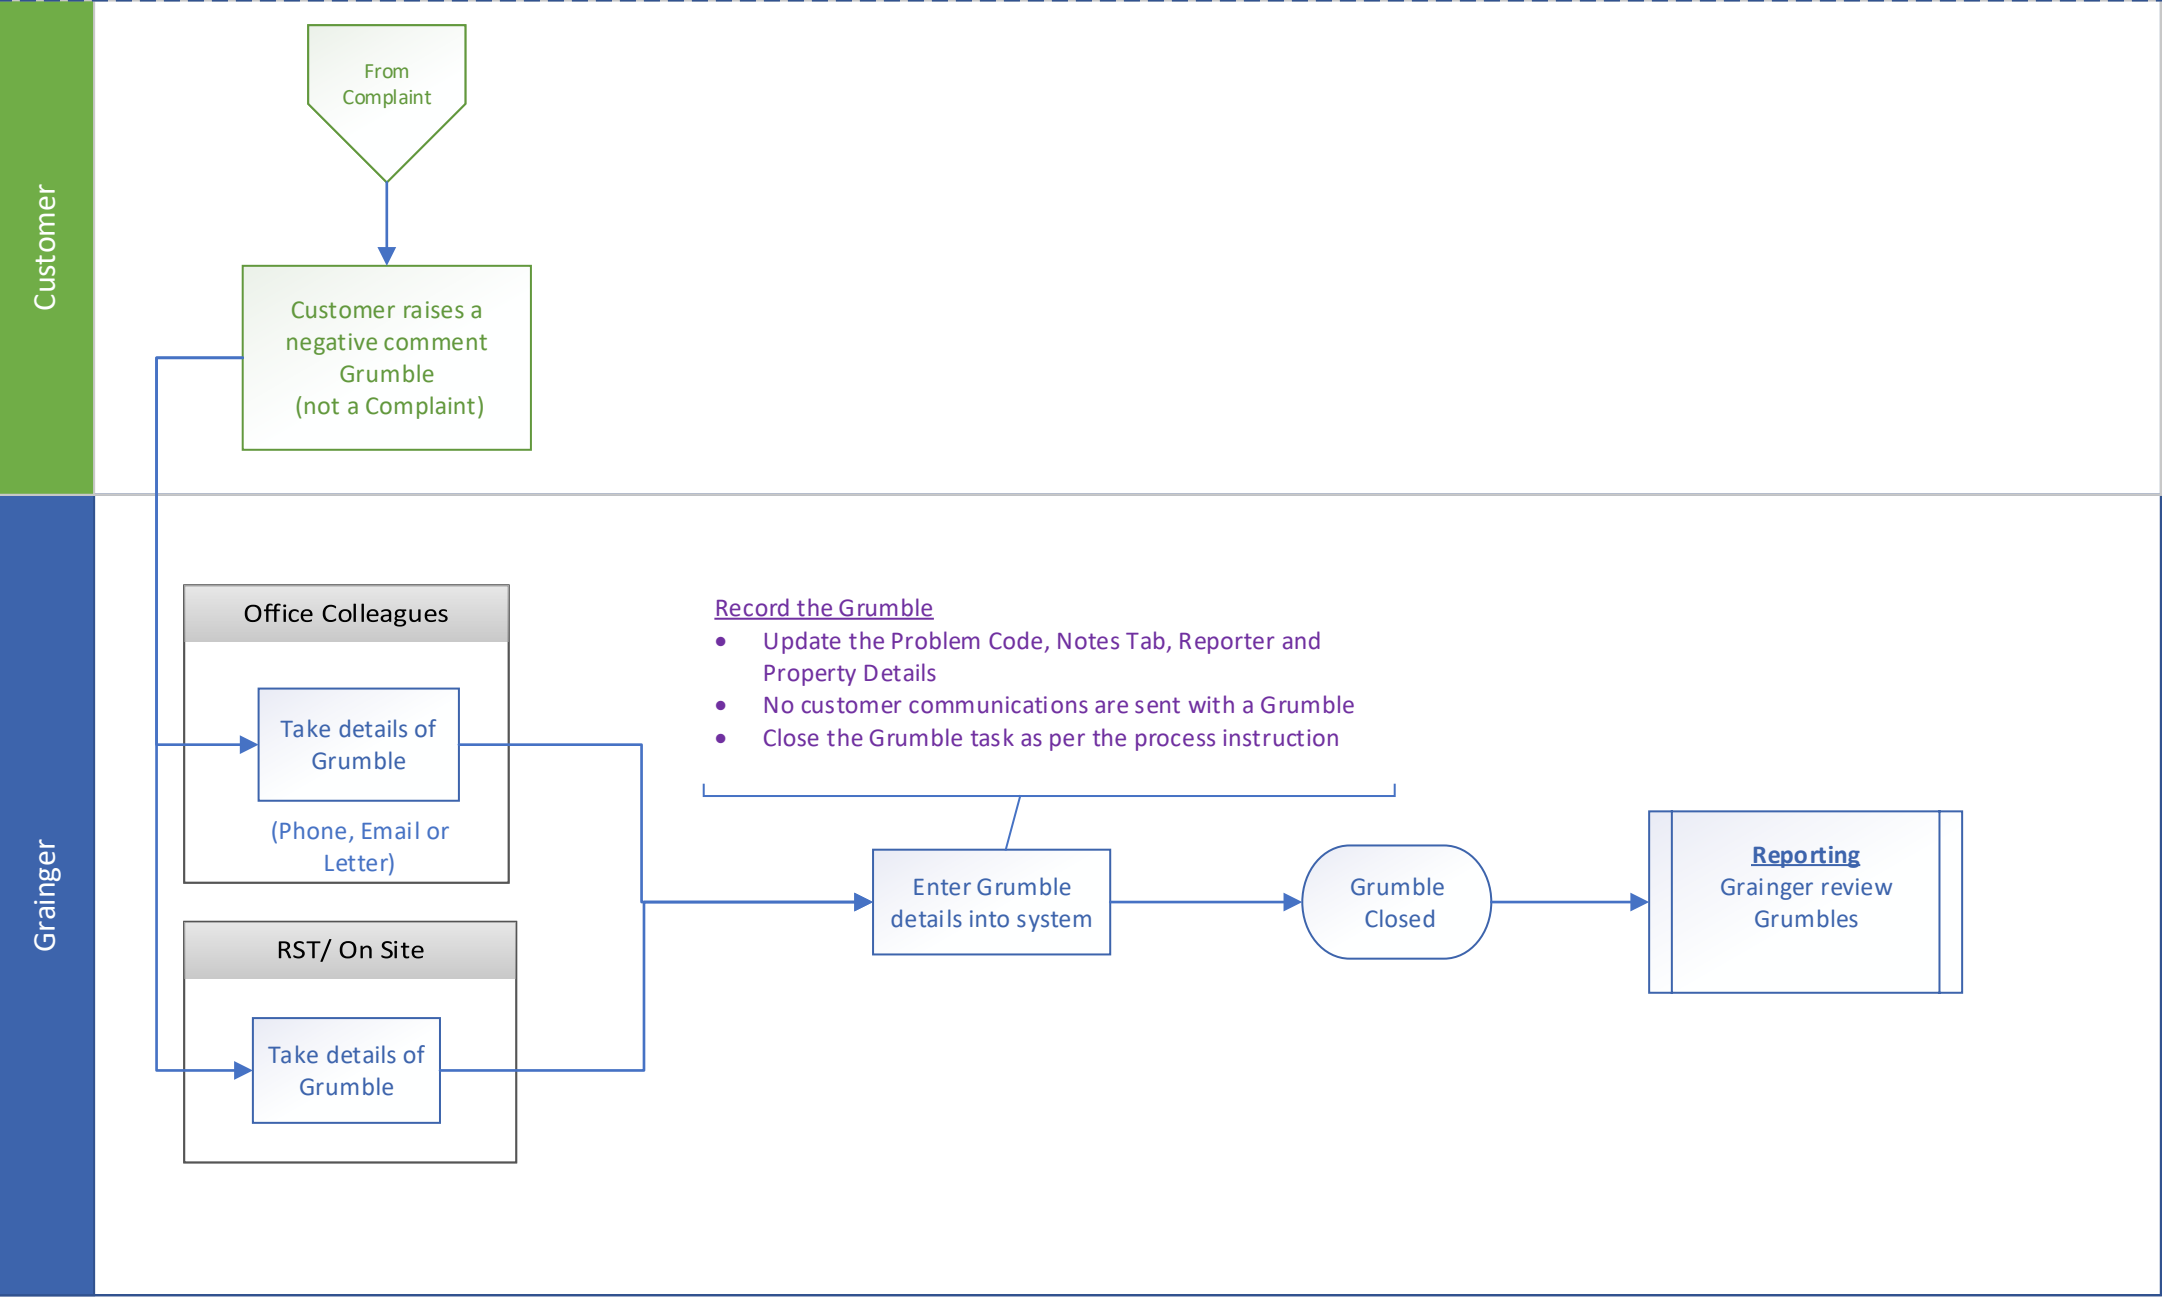 Customer
From
Complaint
Customer raises a
negative comment
Grumble
(not a Complaint)
Grainger
Office Colleagues
Take details of
Grumble
(Phone, Email or
Letter)
RST/ On Site
Take details of
Grumble
Record the Grumble
• Update the Problem Code, Notes Tab, Reporter and
Property Details
• No customer communications are sent with a Grumble
• Close the Grumble task as per the process instruction
Enter Grumble
details into system
Grumble
Closed
Reporting
Grainger review
Grumbles